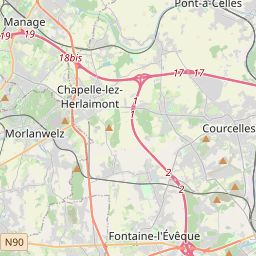 Pont-à-Celles
Manage
19
19
18bis
17
17
Chapelle-lez-
Herlaimont
1
1
Morlanwelz
Courcelles
2
2
N90
Fontaine-l'Évêque